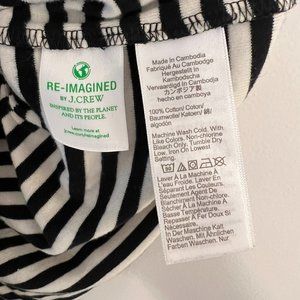 RE-IMAGINED
BY J.CREW
INSPIRED BY THE PLANET
AND ITS PEOPLE.
Learn more at
jcrew.com/reimagined
Made in Cambodia
Fabriqué Au Cambodge
Hergestellt in
Kambodscha
Vervaardigd in Cambodja
カンボジア製
hecho en camboya
100% Cotton/ Coton/
Baumwolle/ Katoen/ 綿/
algodón
Machine Wash Cold. With
Like Colors. Non-chlorine
Bleach Only. Tumble Dry
Low. Iron On Lowest
Setting.
Laver À La Machine À
L'eau Froide. Laver En
Séparant Les Couleurs.
Seulement Agent de
Blanchiment Non-chlore.
Sécher À La Machine À
Basse Température.
Repasser À Fer Doux Si
Nécessaire.
In Der Maschine Kalt
Waschen. Mit Ähnlichen
Farben Waschen. Nur